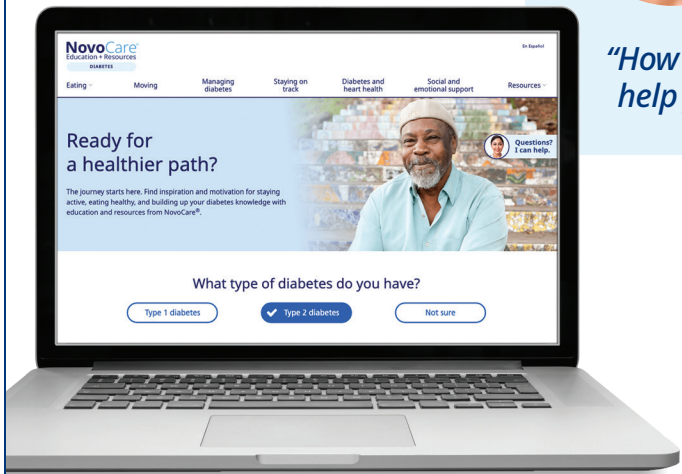 NovoCare®
Education + Resources
DIABETES
En Español
Eating
Moving
Managing
diabetes
Staying on
track
Diabetes and
heart health
Social and
emotional support
Resources
Ready for
a healthier path?
The journey starts here. Find inspiration and motivation for staying
active, eating healthy, and building up your diabetes knowledge with
education and resources from NovoCare®.
Questions?
I can help.
What type of diabetes do you have?
Type 1 diabetes
Type 2 diabetes
Not sure
“How
help